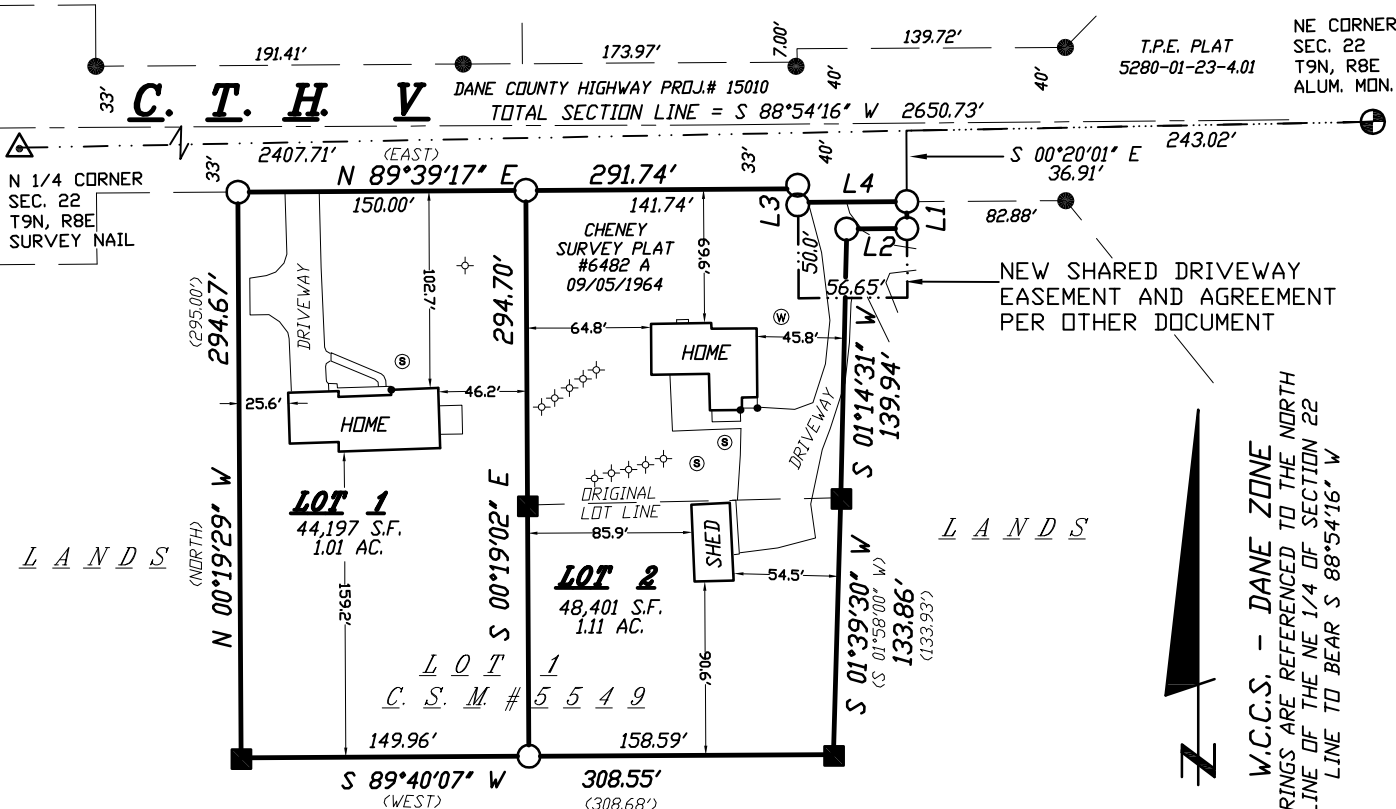 191.41'
173.97'
7.00'
139.72'
T.P.E. PLAT
5280-01-23-4.01
NE CORNER
SEC. 22
T9N, R8E
ALUM. MON.
33'
C. T. H. V
DANE COUNTY HIGHWAY PROJ.# 15010
40'
40'
TOTAL SECTION LINE = S 88°54'16" W 2650.73'
2407.71'
243.02'
N 1/4 CORNER
SEC. 22
T9N, R8E
SURVEY NAIL
33'
(EAST)
N 89°39'17" E
291.74'
33'
40'
S 00°20'01" E
36.91'
150.00'
141.74'
L3
L4
L1
L2
82.88'
CHENEY
SURVEY PLAT
#6482 A
09/05/1964
69.6'
50.0'
56.65'
NEW SHARED DRIVEWAY
EASEMENT AND AGREEMENT
PER OTHER DOCUMENT
(295.00')
294.67'
DRIVEWAY
102.7'
294.70'
64.8'
W
45.8'
HOME
S
25.6'
HOME
46.2'
S 01°14'31" W
139.94'
DRIVEWAY
S
S
ORIGINAL
LOT LINE
LOT 1
44,197 S.F.
1.01 AC.
85.9'
SHED
54.5'
LANDS
LANDS
N 00°19'29" W
(NORTH)
159.2'
S 00°19'02" E
LOT 2
48,401 S.F.
1.11 AC.
90.6'
S 01°39'30" W
(S 01°58'00" W)
133.86'
(133.93')
LOT 1
C.S.M.#5549
149.96'
158.59'
S 89°40'07" W
308.55'
(WEST)
(308.68')
N
W.C.C.S. - DANE ZONE
RINGS ARE REFERENCED TO THE NORTH
LINE OF THE NE 1/4 OF SECTION 22
LINE TO BEAR S 88°54'16" W